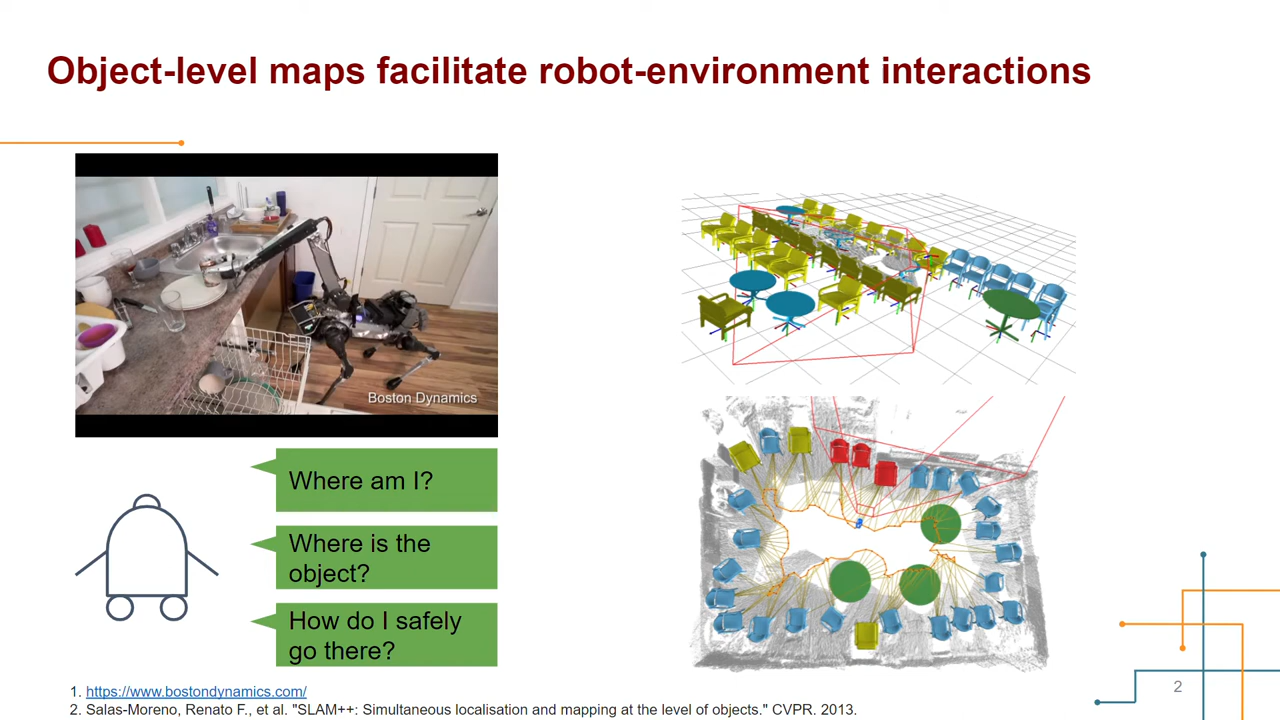 Object-level maps facilitate robot-environment interactions
Boston Dynamics
Where am I?
Where is the
object?
How do I safely
go there?
1. https://www.bostondynamics.com/
2. Salas-Moreno, Renato F., et al. "SLAM++: Simultaneous localisation and mapping at the level of objects." CVPR. 2013.
2